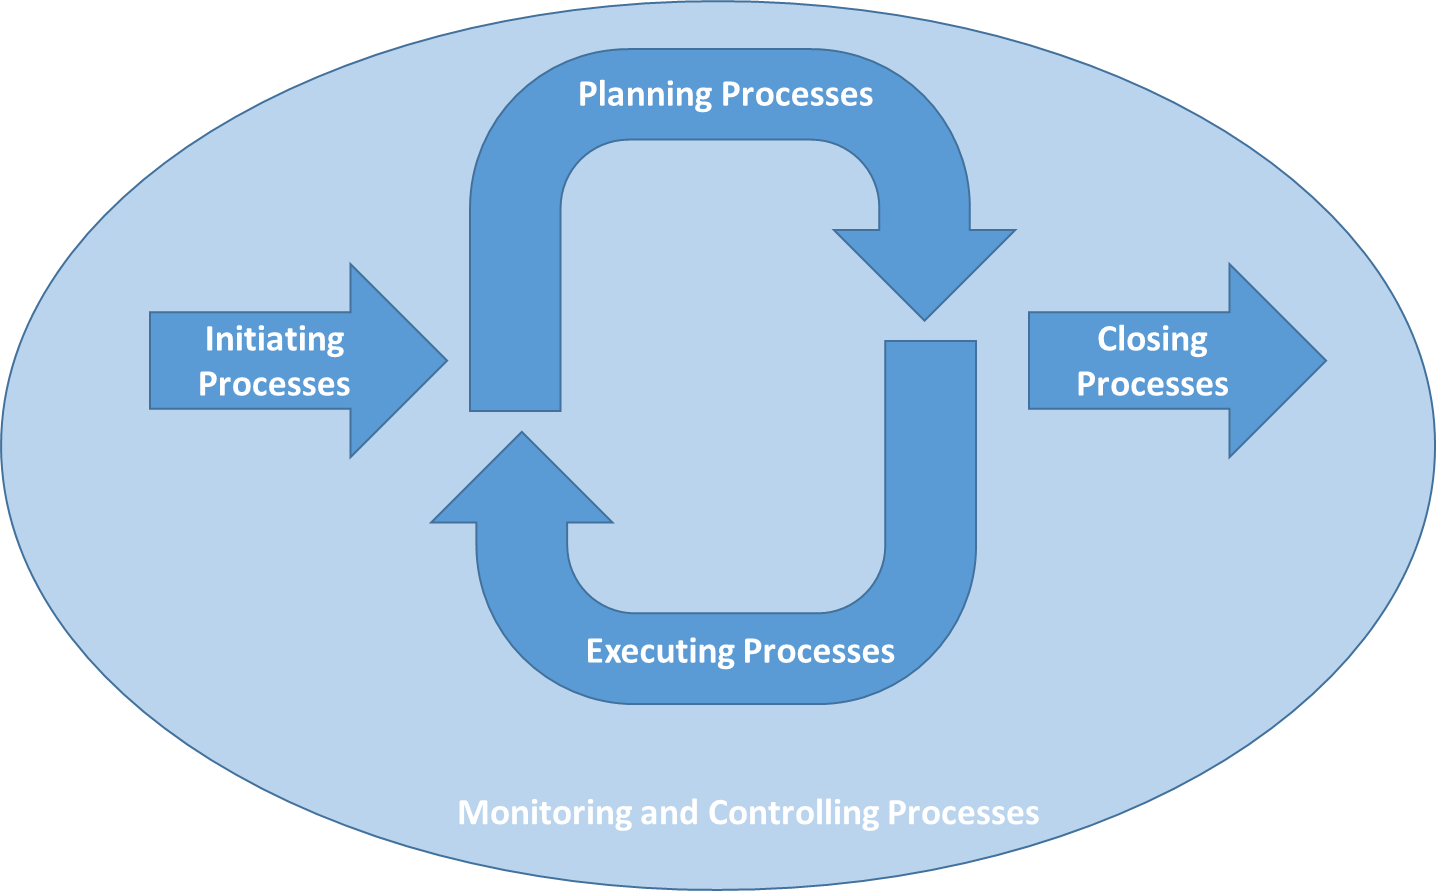 Planning Processes
Initiating
Processes
Closing
Processes
Executing Processes
Monitoring and Controlling Processes